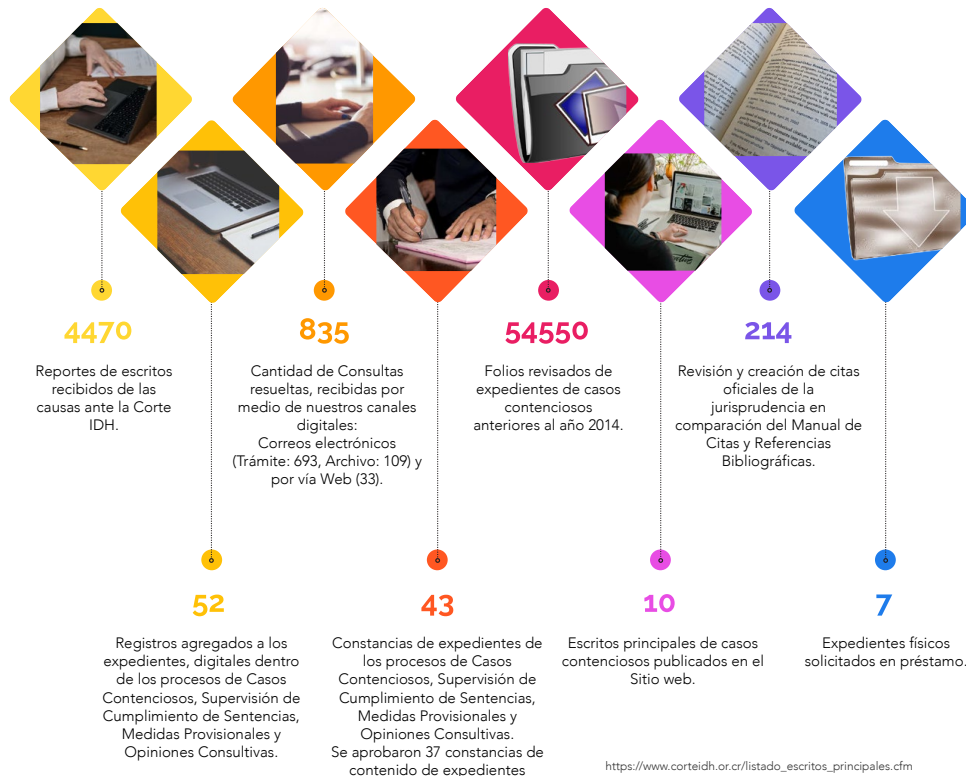 4470
Reportes de escritos
recibidos de las
causas ante la Corte
IDH.
835
Cantidad de Consultas
resueltas, recibidas por
medio de nuestros canales
digitales:
Correos electrónicos
(Trámite: 693, Archivo: 109) y
por vía Web (33).
54550
Folios revisados de
expedientes de casos
contenciosos
anteriores al año 2014.
214
Revisión y creación de citas
oficiales de la
jurisprudencia en
comparación del Manual de
Citas y Referencias
Bibliográficas.
52
Registros agregados a los
expedientes, digitales dentro
de los procesos de Casos
Contenciosos, Supervisión de
Cumplimiento de Sentencias,
Medidas Provisionales y
Opiniones Consultivas.
43
Constancias de expedientes de
los procesos de Casos
Contenciosos, Supervisión de
Cumplimiento de Sentencias,
Medidas Provisionales y
Opiniones Consultivas.
Se aprobaron 37 constancias de
contenido de expedientes
10
Escritos principales de casos
contenciosos publicados en el
Sitio web.
7
Expedientes físicos
solicitados en préstamo.
https://www.corteidh.or.cr/listado_escritos_principales.cfm